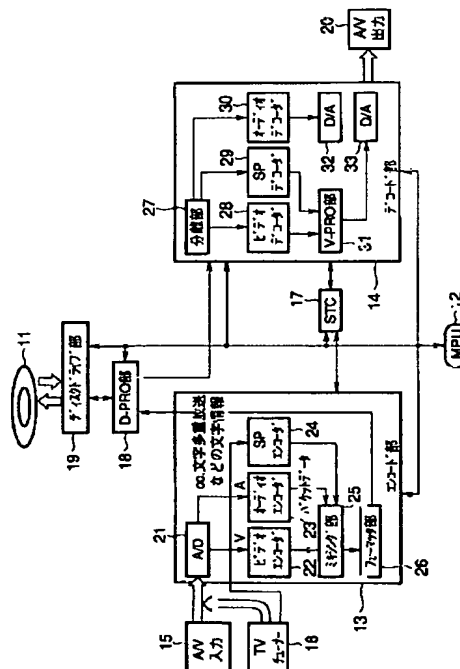 11
19
ディスクドライブ部
18
D-PRO部
17
STC
12
MPU
15
A/V
入力
TV
チューナー
13
エンコード部
21
A/D
cc,文字多重放送
などの文字情報
V
A
22
ビデオ
エンコーダ
23
オーディオ
エンコーダ
24
SP
エンコーダ
パケットデータ
25
ミキシング部
フォーマッタ部
26
14
デコード部
27
分離部
28
ビデオ
デコーダ
29
SP
デコーダ
30
オーディオ
デコーダ
V-PRO部
31
32
D/A
33
D/A
20
A/V
出力